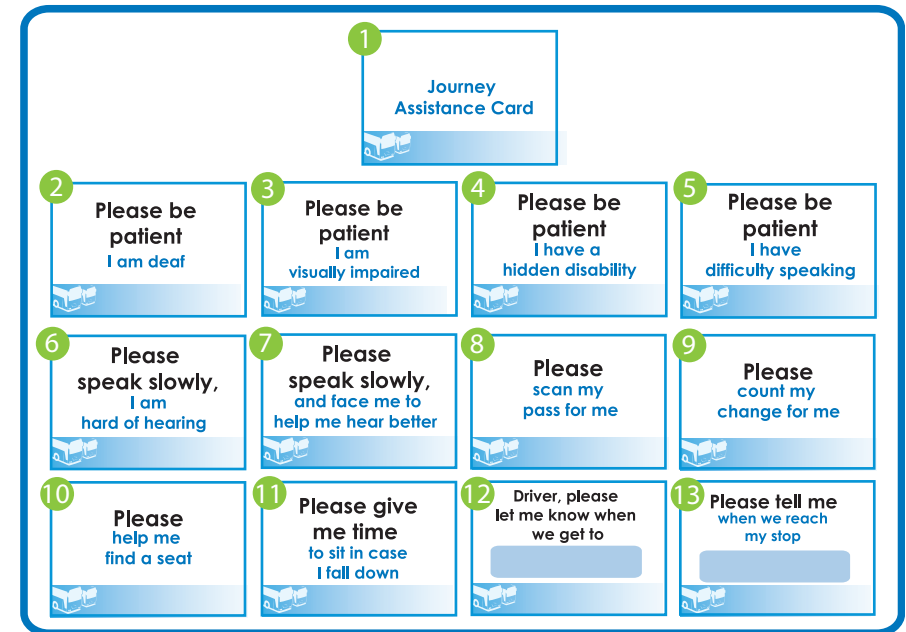 1
Journey
Assistance Card
2
Please be
patient
I am deaf
3
Please be
patient
I am
visually impaired
4
Please be
patient
I have a
hidden disability
5
Please be
patient
I have
difficulty speaking
6
Please
speak slowly,
I am
hard of hearing
7
Please
speak slowly,
and face me to
help me hear better
8
Please
scan my
pass for me
9
Please
count my
change for me
10
Please
help me
find a seat
11
Please give
me time
to sit in case
I fall down
12
Driver, please
let me know when
we get to
13
Please tell me
when we reach
my stop